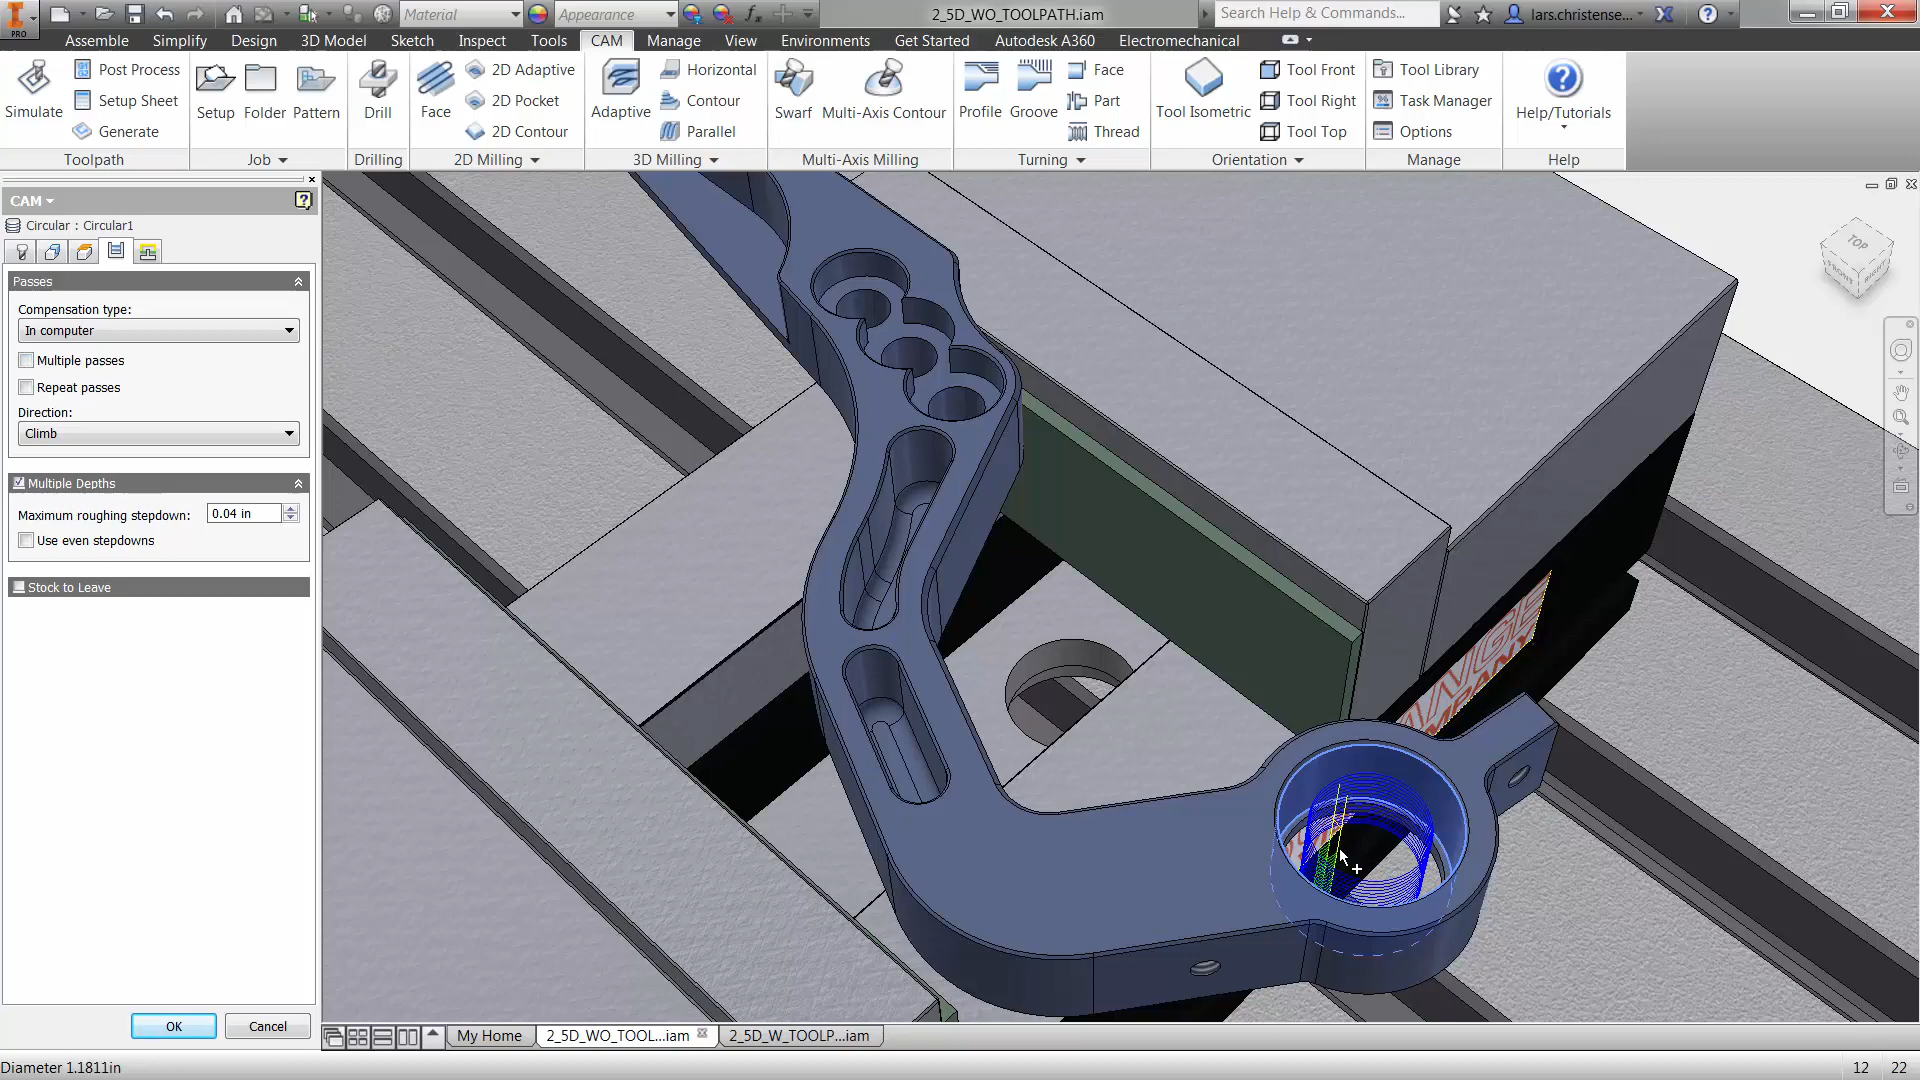 Material
Appearance
2_5D_WO_TOOLPATH.iam
Search Help & Commands...
lars.christense...
PRO
Assemble
Simplify
Design
3D Model
Sketch
Inspect
Tools
CAM
Manage
View
Environments
Get Started
Autodesk A360
Electromechanical
Simulate
Post Process
Setup Sheet
Generate
Toolpath
Setup
Folder
Pattern
Job
Drill
Drilling
Face
2D Adaptive
2D Pocket
2D Contour
2D Milling
Adaptive
Horizontal
Contour
Parallel
3D Milling
Swarf
Multi-Axis Contour
Multi-Axis Milling
Profile
Groove
Face
Part
Thread
Turning
Tool Isometric
Tool Front
Tool Right
Tool Top
Orientation
Tool Library
Task Manager
Options
Manage
Help/Tutorials
Help
CAM
Circular : Circular1
Passes
Compensation type:
In computer
Multiple passes
Repeat passes
Direction:
Climb
Multiple Depths
Maximum roughing stepdown:
0.04 in
Use even stepdowns
Stock to Leave
OK
Cancel
TOP
FRONT
RIGHT
My Home
2_5D_WO_TOOL...iam
2_5D_W_TOOLP...iam
Diameter 1.1811in
12
22